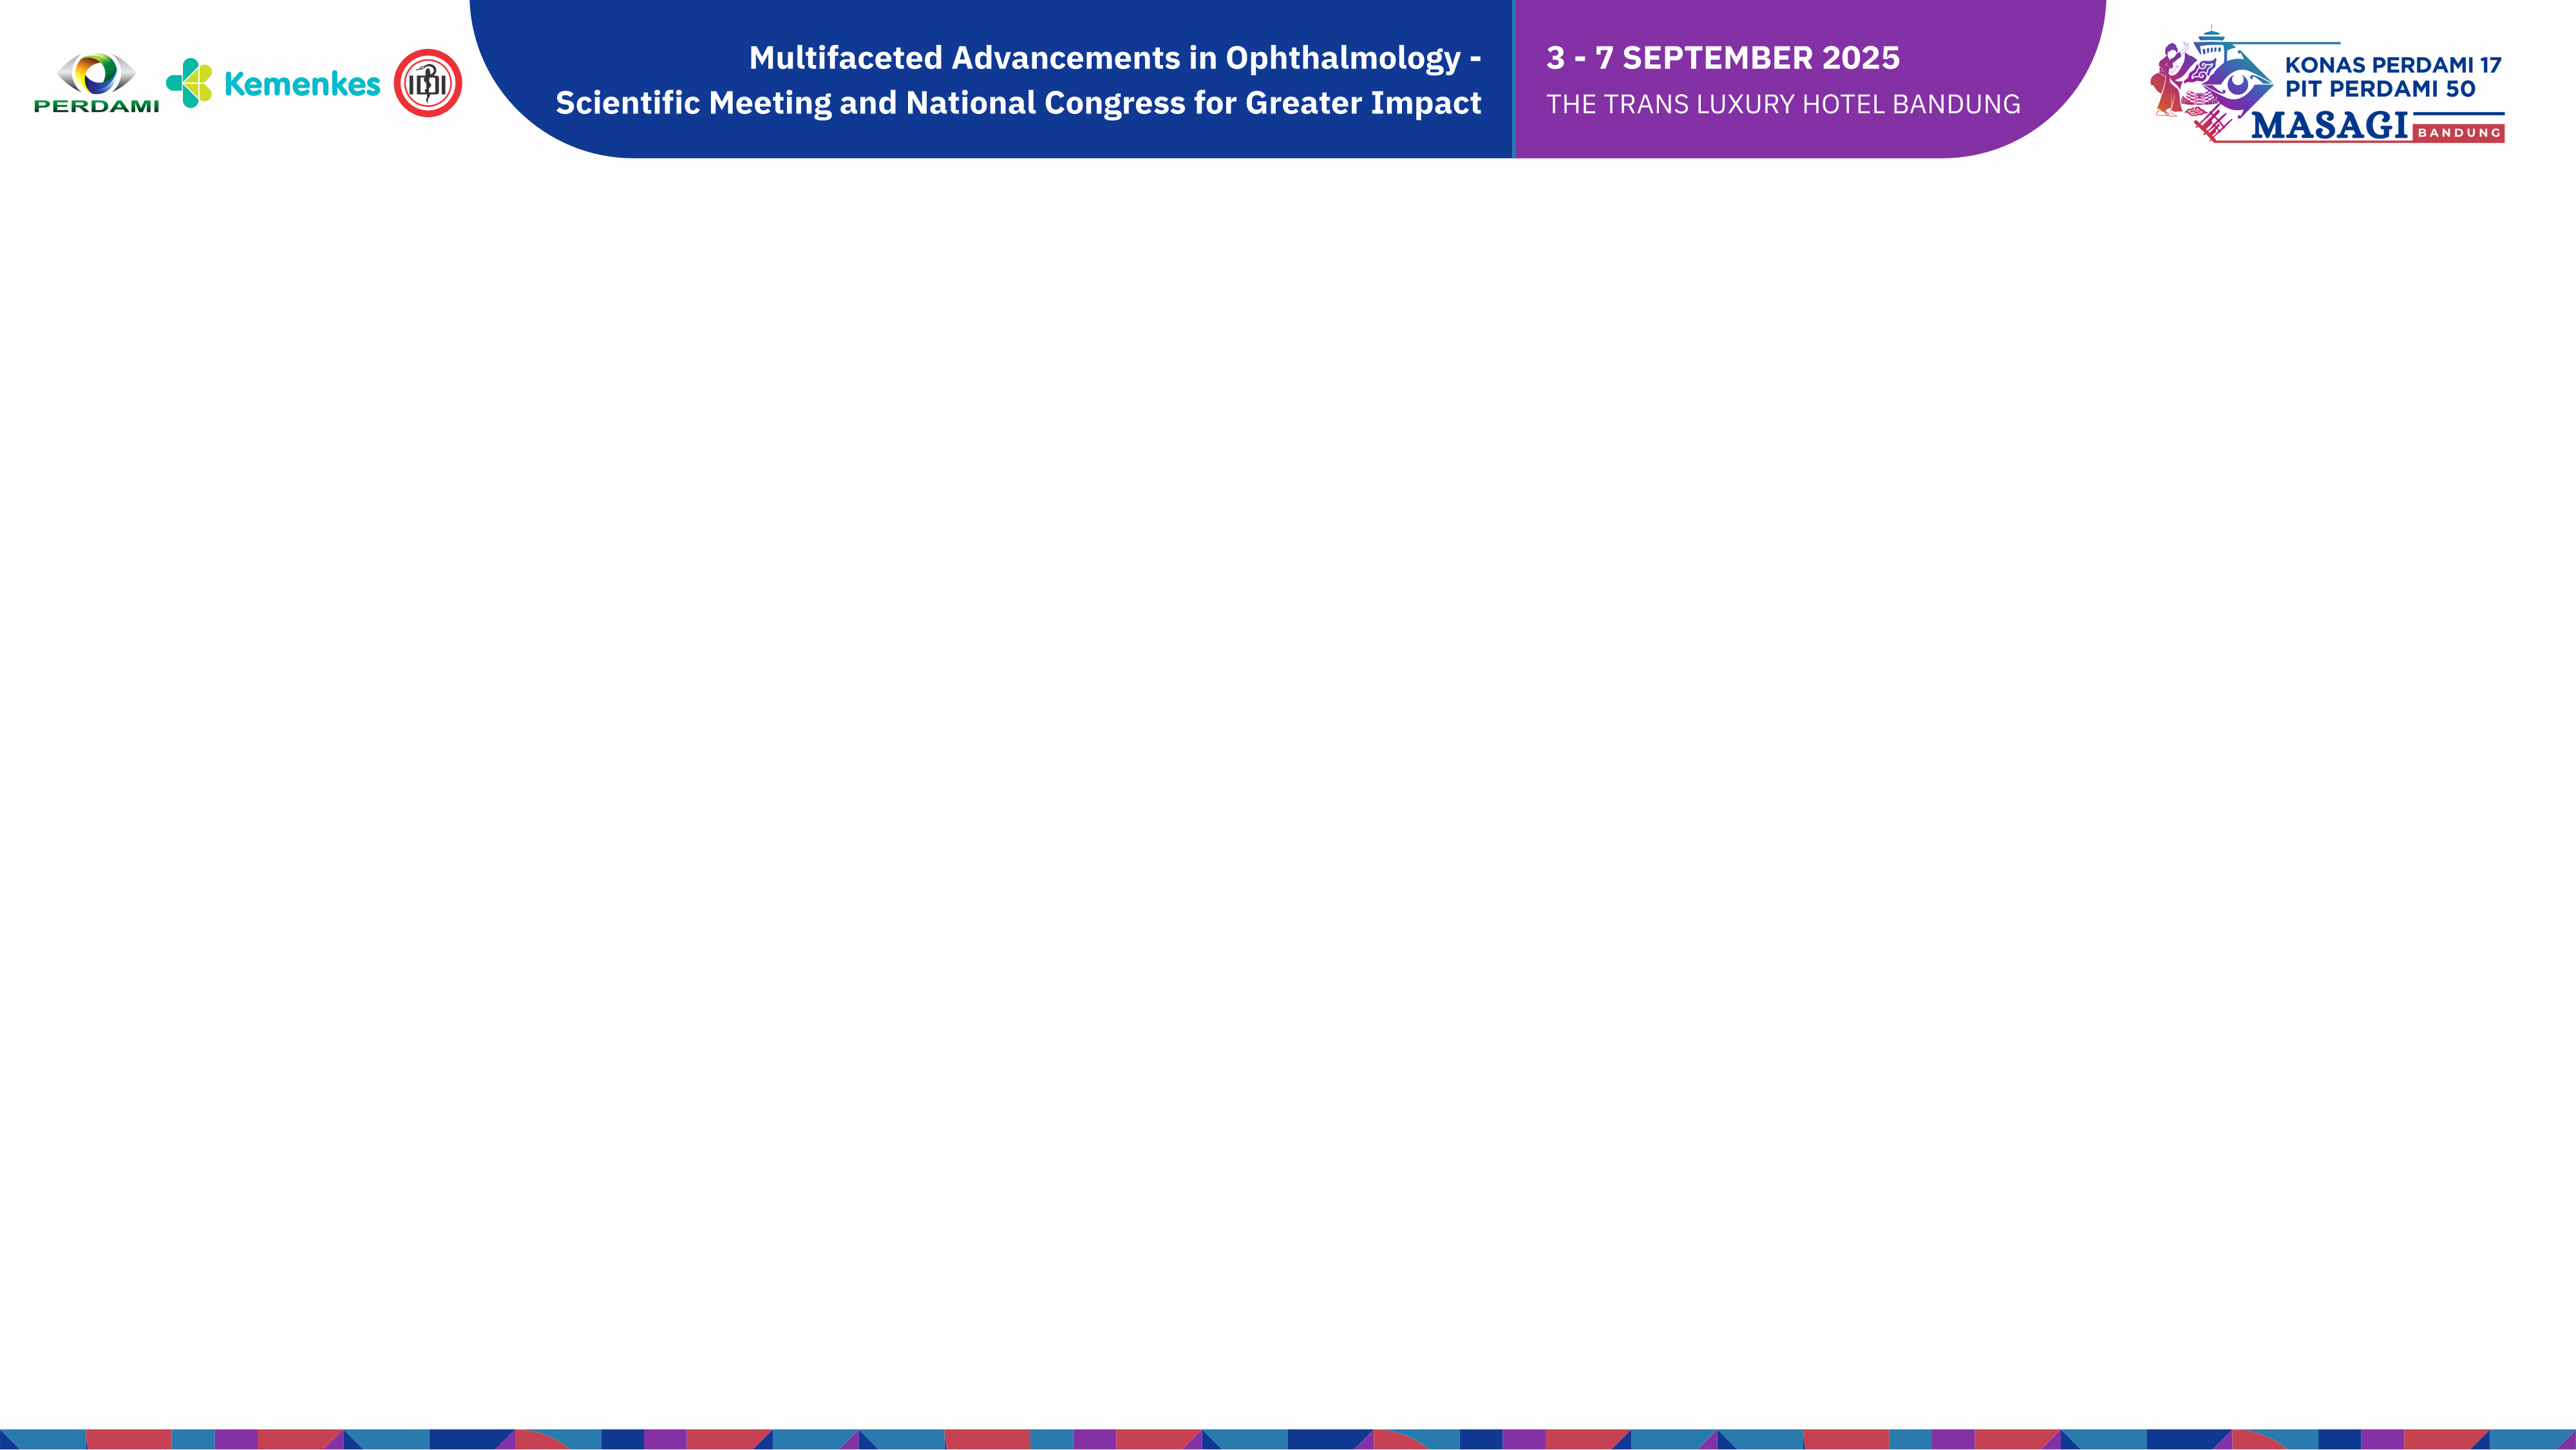 PERDAMI
Kemenkes
IDI
Multifaceted Advancements in Ophthalmology -
Scientific Meeting and National Congress for Greater Impact
3 - 7 SEPTEMBER 2025
THE TRANS LUXURY HOTEL BANDUNG
KONAS PERDAMI 17
PIT PERDAMI 50
MASAGI BANDUNG